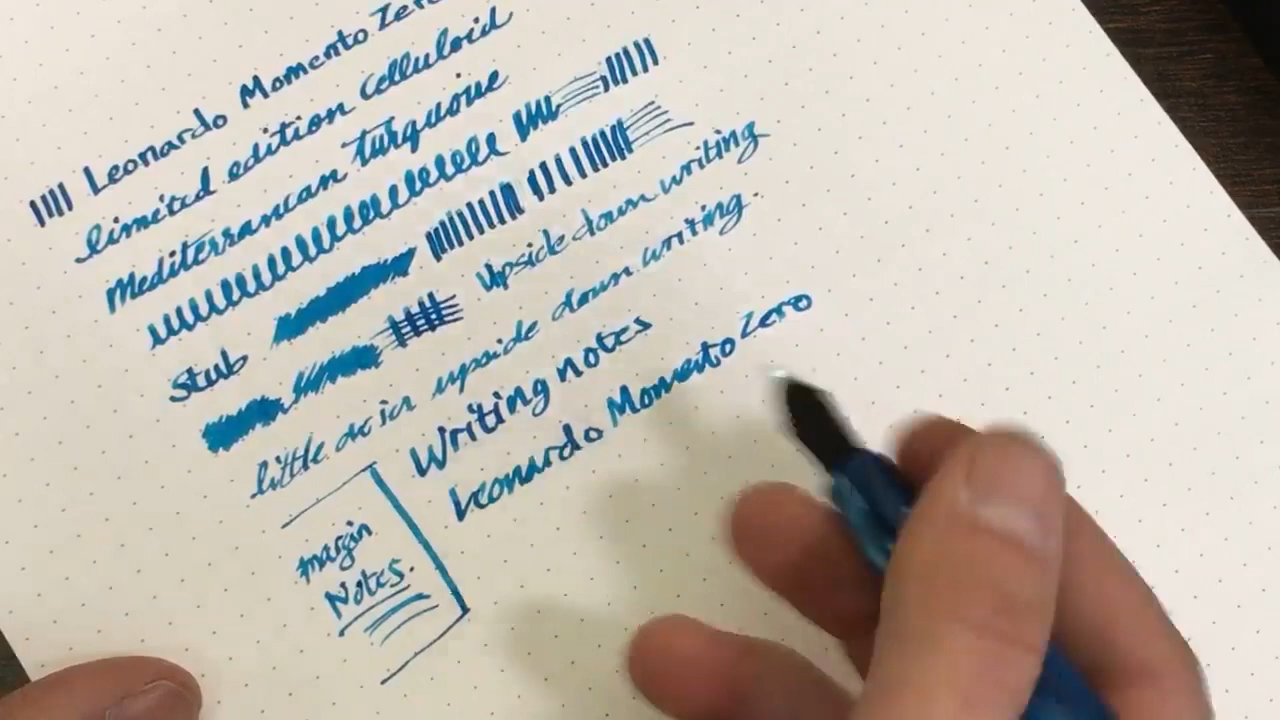 Leonardo Momento Zero
limited edition Celluloid
Mediterranean turquoise
Stub
Upside down writing
little upside down writing.
Writing notes
Leonardo Momento Zero
margin
Notes.